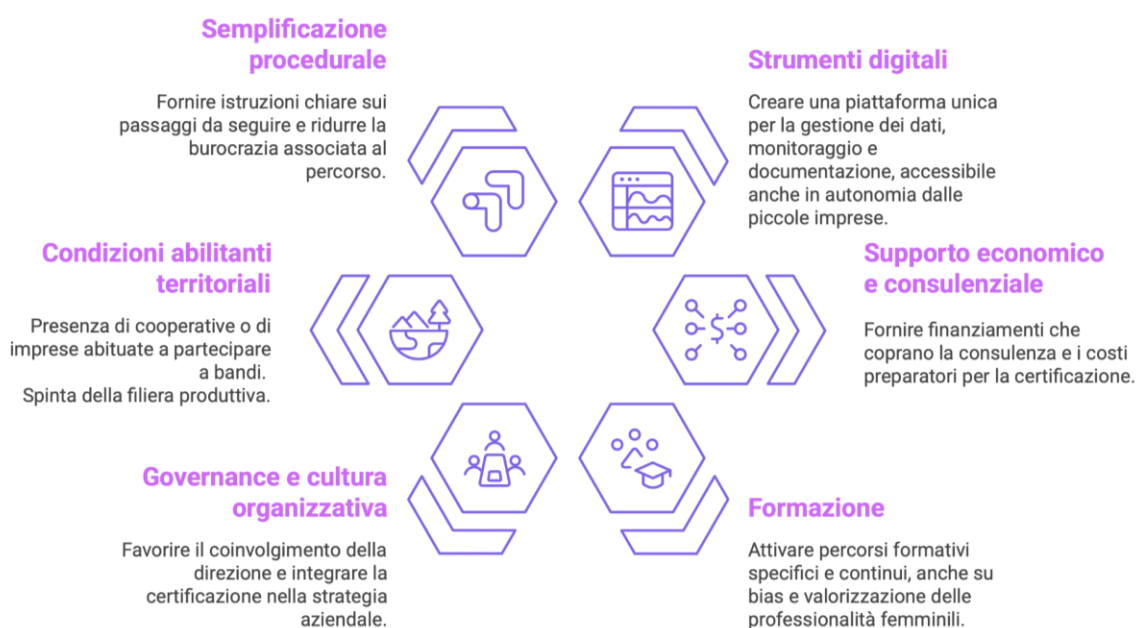 Semplificazione
procedurale
Fornire istruzioni chiare sui
passaggi da seguire e ridurre la
burocrazia associata al
percorso.
Strumenti digitali
Creare una piattaforma unica
per la gestione dei dati,
monitoraggio e
documentazione, accessibile
anche in autonomia dalle
piccole imprese.
Condizioni abilitanti
territoriali
Presenza di cooperative o di
imprese abituate a partecipare
a bandi.
Spinta della filiera produttiva.
Supporto economico
e consulenziale
Fornire finanziamenti che
coprano la consulenza e i costi
preparatori per la certificazione.
Governance e cultura
organizzativa
Favorire il coinvolgimento della
direzione e integrare la
certificazione nella strategia
aziendale.
Formazione
Attivare percorsi formativi
specifici e continui, anche su
bias e valorizzazione delle
professionalità femminili.